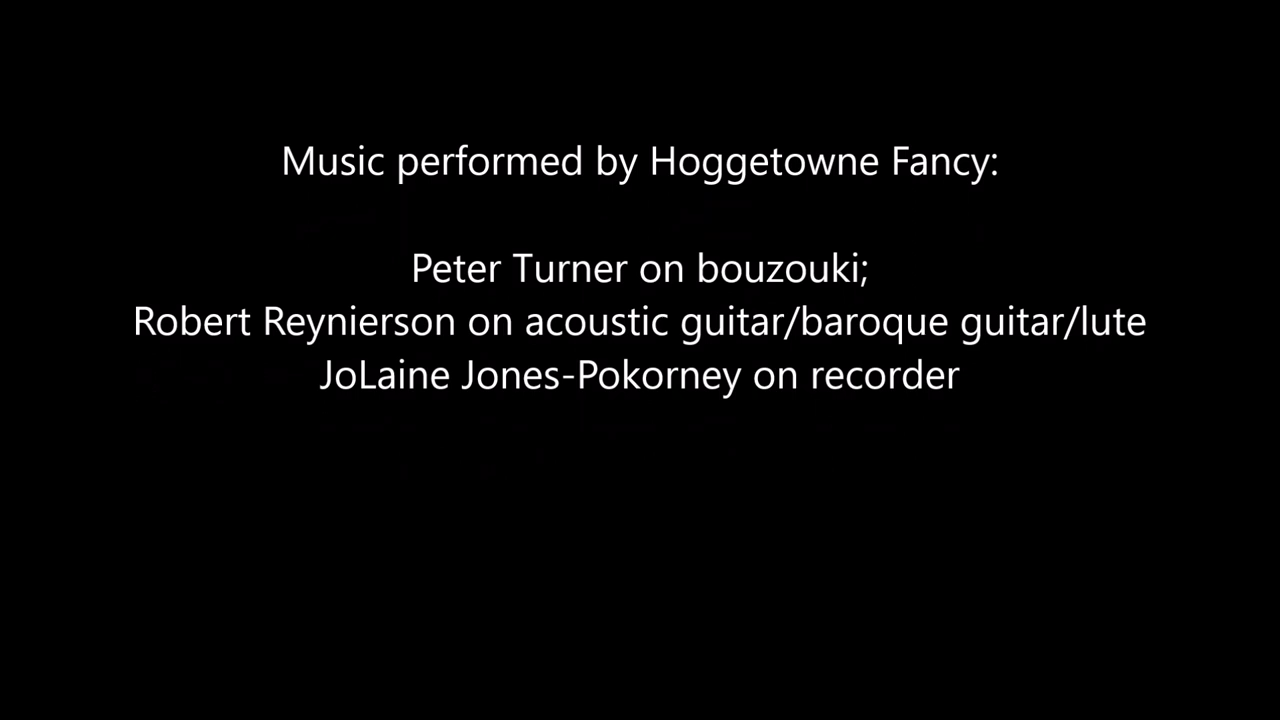 Music performed by Hoggetowne Fancy:
Peter Turner on bouzouki;
Robert Reynierson on acoustic guitar/baroque guitar/lute
JoLaine Jones-Pokorney on recorder